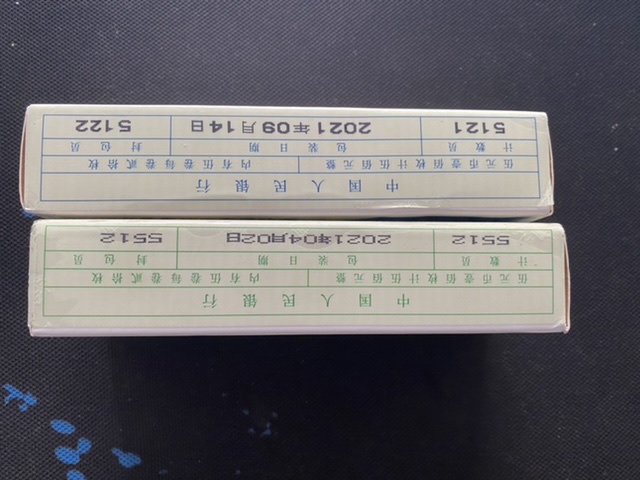 中国人民银行
伍元币壹佰枚计伍佰元整 内有伍卷每卷贰拾枚
计数员 包装日期 封包员
5512 2021年04月02日 5512
中国人民银行
伍元币壹佰枚计伍佰元整 内有伍卷每卷贰拾枚
计数员 包装日期 封包员
5121 2021年09月14日 5122